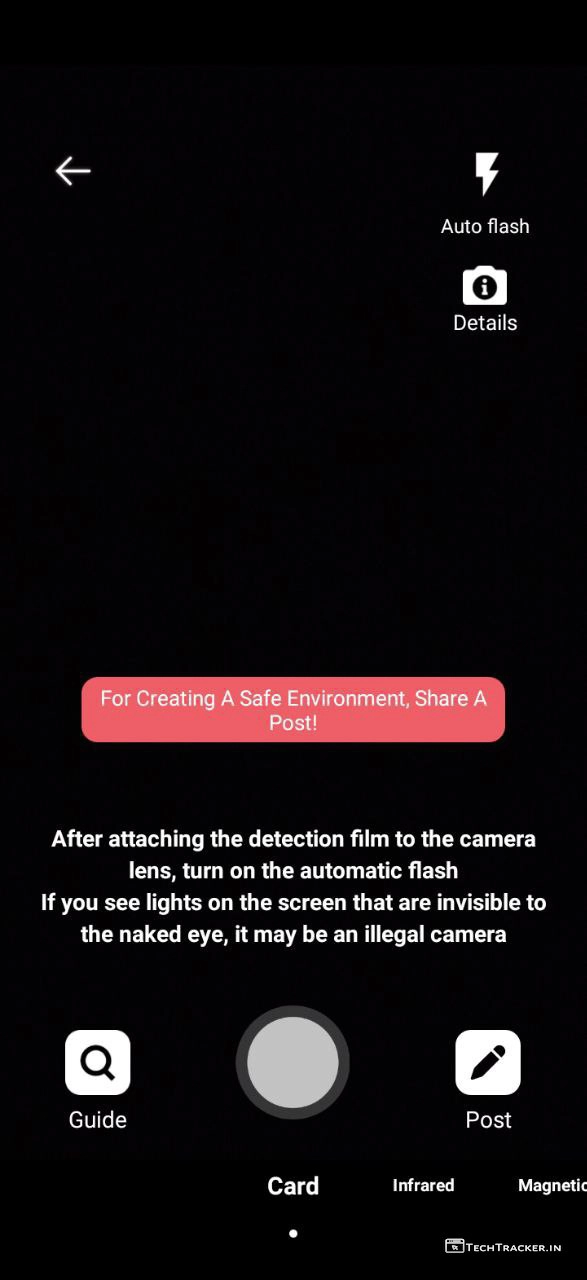 Auto flash
Details
For Creating A Safe Environment, Share A
Post!
After attaching the detection film to the camera
lens, turn on the automatic flash
If you see lights on the screen that are invisible to
the naked eye, it may be an illegal camera
Guide
Post
Card
Infrared
Magnetic
TechTracker.in